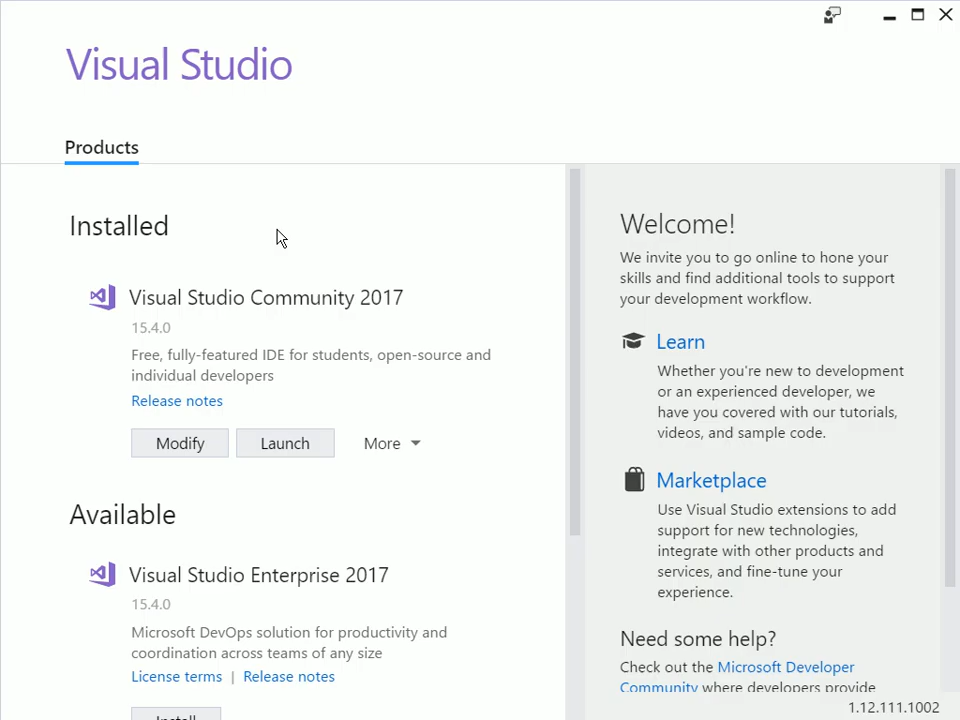 Visual Studio
Products
Installed
Visual Studio Community 2017
15.4.0
Free, fully-featured IDE for students, open-source and
individual developers
Release notes
Modify
Launch
More
Available
Visual Studio Enterprise 2017
15.4.0
Microsoft DevOps solution for productivity and
coordination across teams of any size
License terms | Release notes
Install
Welcome!
We invite you to go online to hone your
skills and find additional tools to support
your development workflow.
Learn
Whether you're new to development
or an experienced developer, we
have you covered with our tutorials,
videos, and sample code.
Marketplace
Use Visual Studio extensions to add
support for new technologies,
integrate with other products and
services, and fine-tune your
experience.
Need some help?
Check out the Microsoft Developer
Community where developers provide
1.12.111.1002